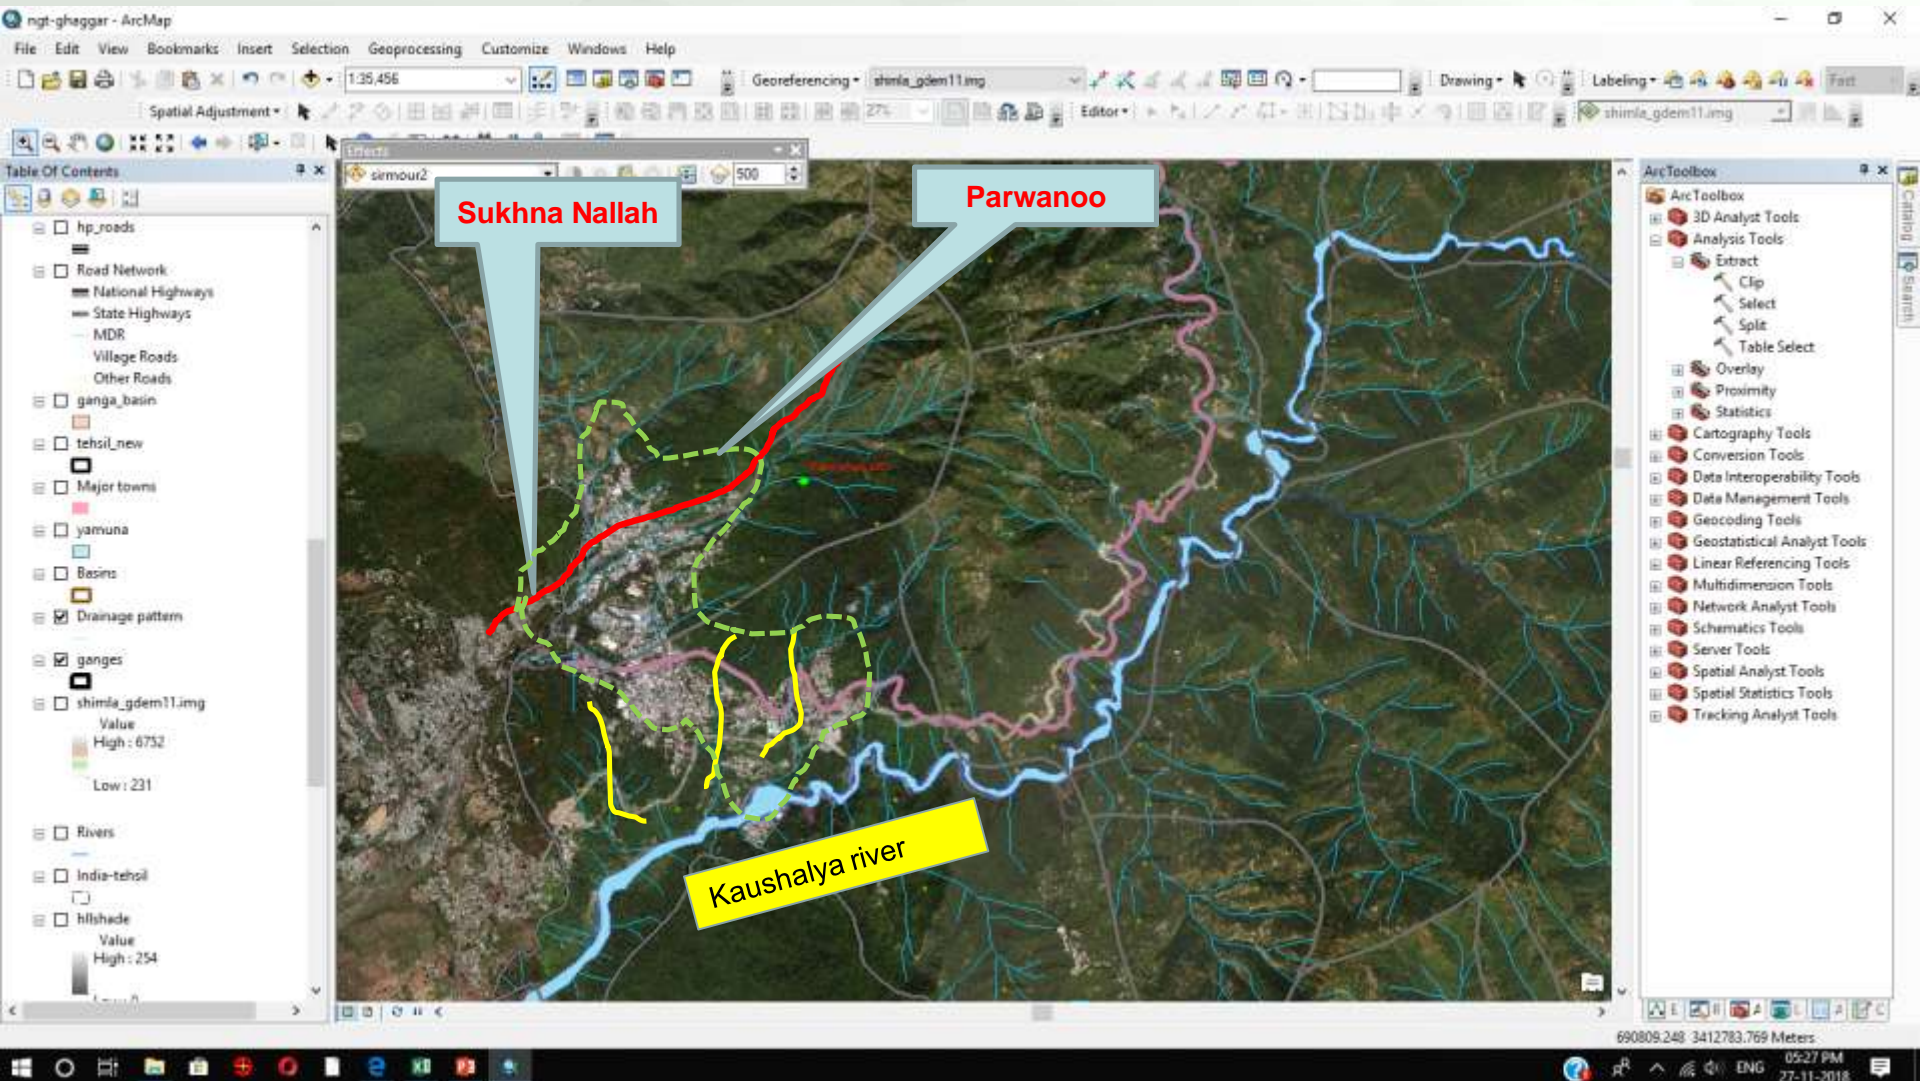 ngt-ghaggar - ArcMap
File Edit View Bookmarks Insert Selection Geoprocessing Customize Windows Help
1:35,456
Georeferencing
shimla_gdem11.img
Drawing
Labeling
Fast
Spatial Adjustment
27%
Editor
shimla_gdem11.img
Effects
sirmour2
500
Table Of Contents
hp_roads
Road Network
National Highways
State Highways
MDR
Village Roads
Other Roads
ganga_basin
tehsil_new
Major towns
yamuna
Basins
Drainage pattern
ganges
shimla_gdem11.img
Value
High : 6752
Low : 231
Rivers
India-tehsil
hllshade
Value
High : 254
Sukhna Nallah
Parwanoo
Kaushalya river
ArcToolbox
ArcToolbox
3D Analyst Tools
Analysis Tools
Extract
Clip
Select
Split
Table Select
Overlay
Proximity
Statistics
Cartography Tools
Conversion Tools
Data Interoperability Tools
Data Management Tools
Geocoding Tools
Geostatistical Analyst Tools
Linear Referencing Tools
Multidimension Tools
Network Analyst Tools
Schematics Tools
Server Tools
Spatial Analyst Tools
Spatial Statistics Tools
Tracking Analyst Tools
Catalog
Search
690809.248 3412783.769 Meters
ENG
05:27 PM
27-11-2018